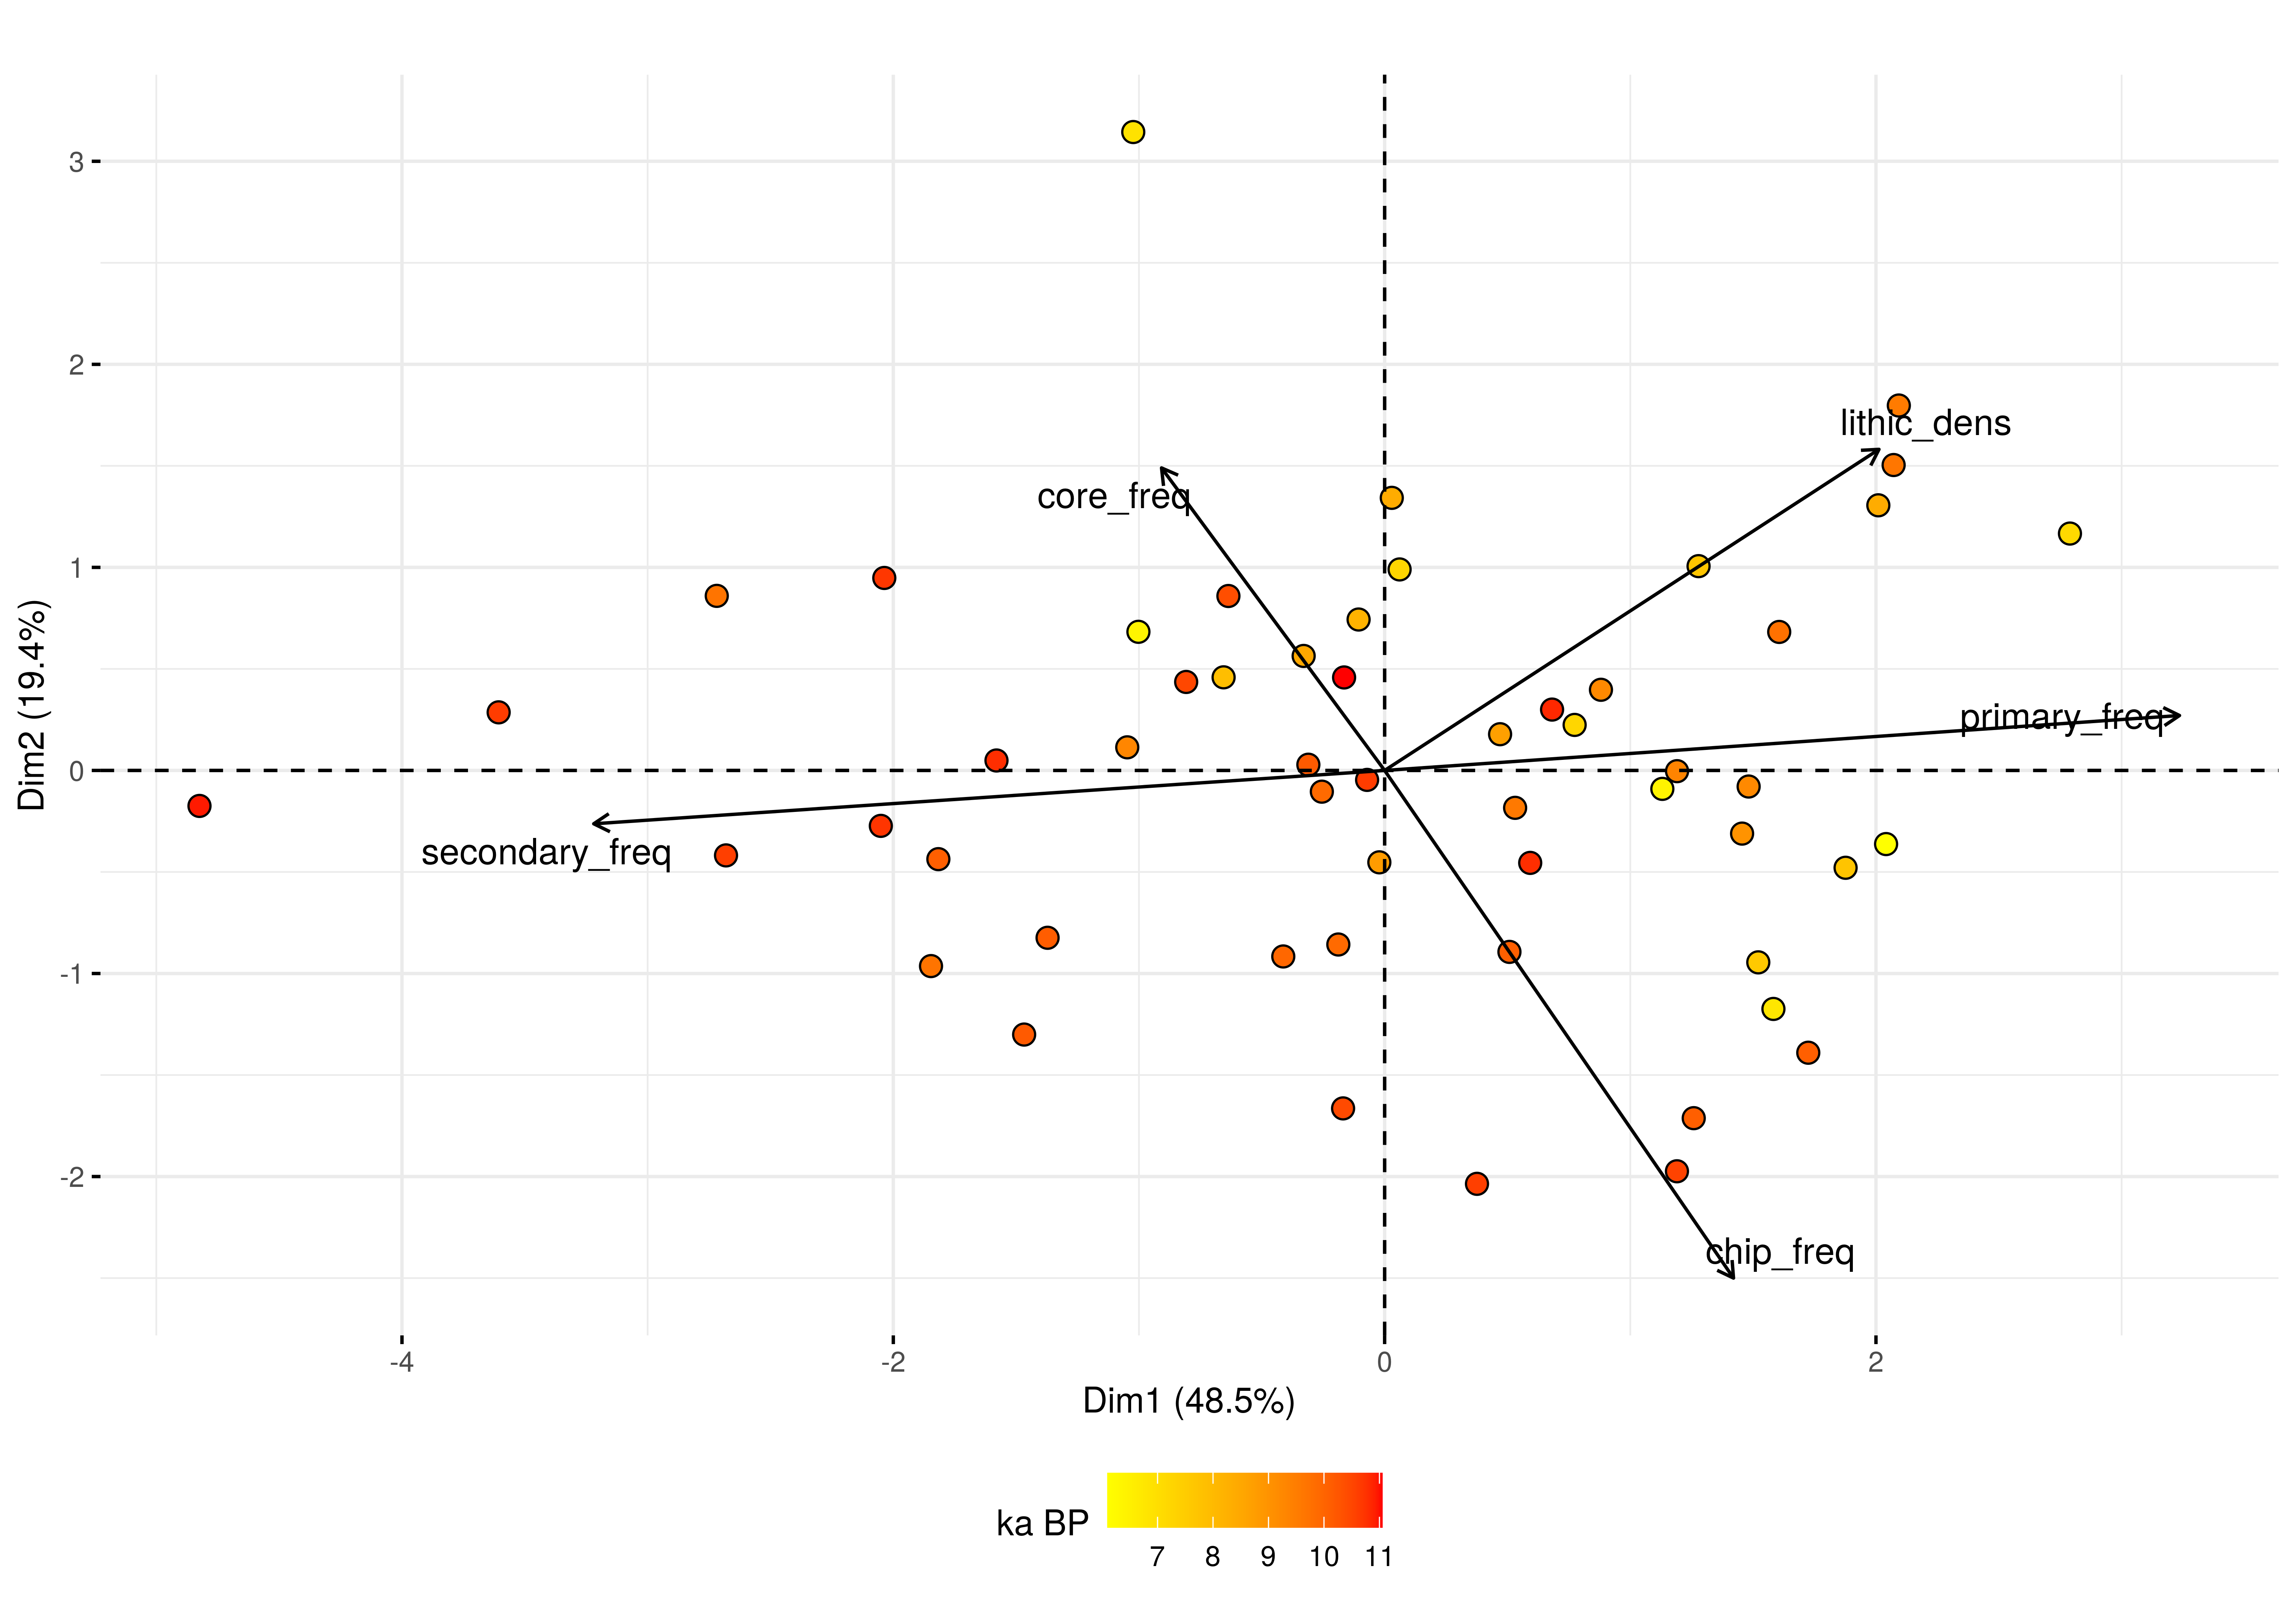 3
2
1
0
-1
-2
Dim2 (19.4%)
core_freq
lithic_dens
primary_freq
secondary_freq
chip_freq
-4
-2
0
2
Dim1 (48.5%)
ka BP
7
8
9
10
11